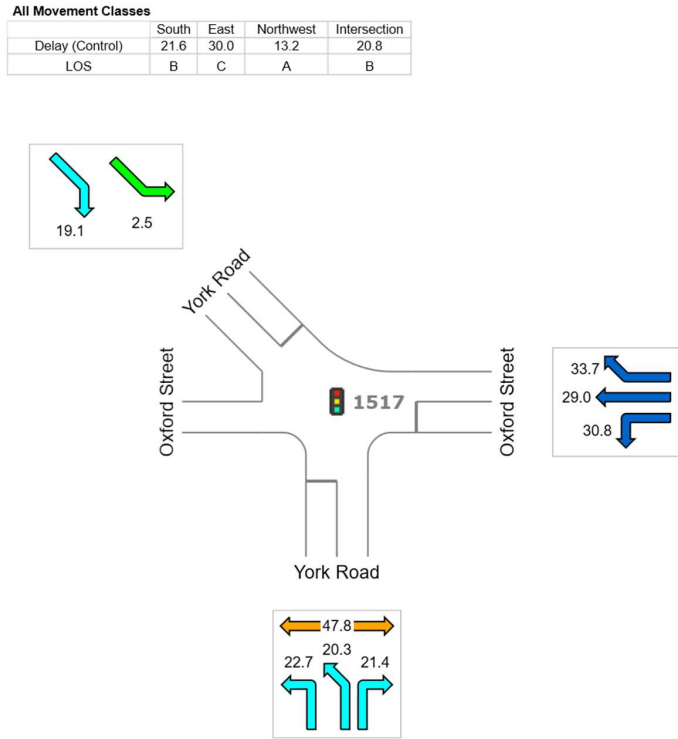 All Movement Classes
South East Northwest Intersection
Delay (Control) 21.6 30.0 13.2 20.8
LOS B C A B
19.1
2.5
York Road
Oxford Street
1517
Oxford Street
33.7
29.0
30.8
York Road
47.8
20.3
22.7
21.4